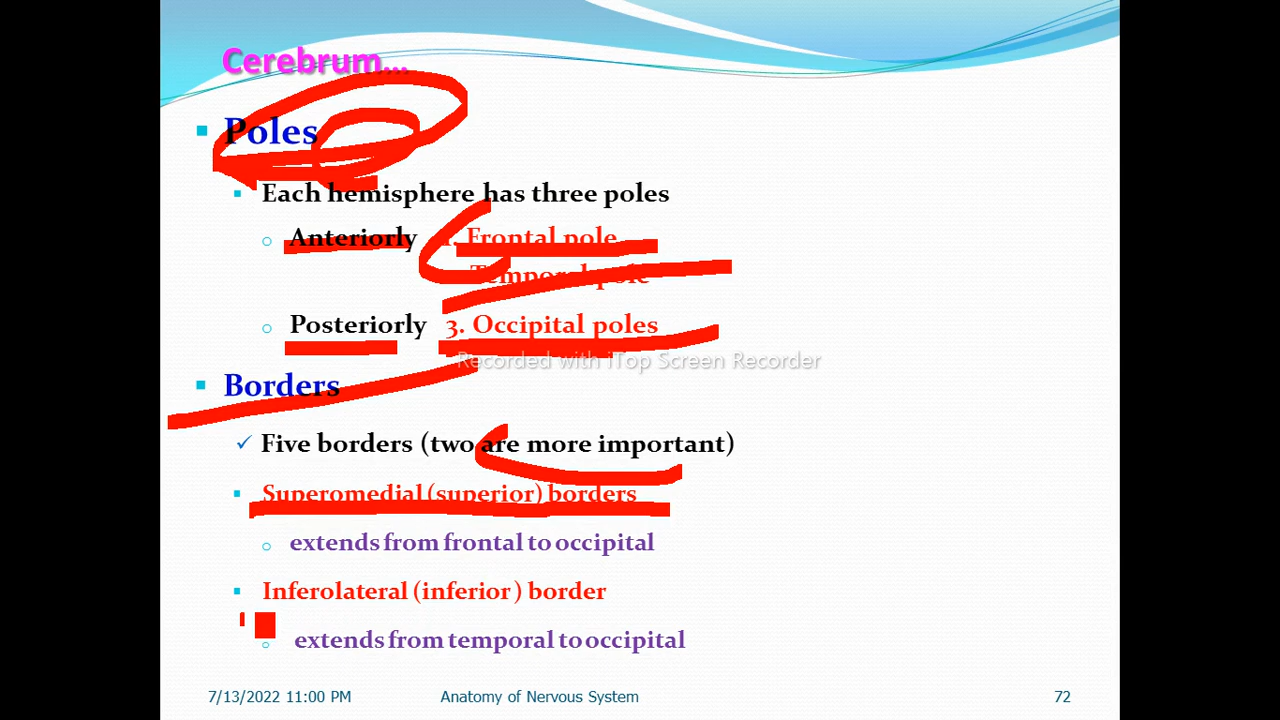 Cerebrum...
Poles
Each hemisphere has three poles
Anteriorly 1. Frontal pole
Temporal pole
Posteriorly 3. Occipital poles
Recorded with iTop Screen Recorder
Borders
Five borders (two are more important)
Superomedial (superior) borders
extends from frontal to occipital
Inferolateral (inferior ) border
extends from temporal to occipital
7/13/2022 11:00 PM Anatomy of Nervous System 72